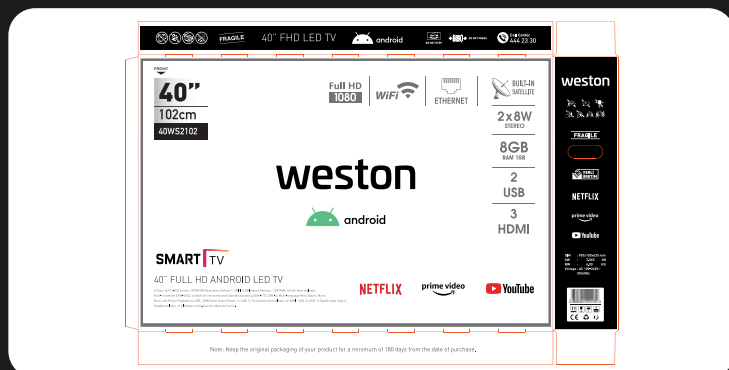 FRAGILE
40" FHD LED TV
android
Call Center
444 23 30
FRONT
40"
102cm
40WS2102
Full HD
1080
WiFi
ETHERNET
BUILT-IN
SATELLITE
2x8W
STEREO
8GB
RAM 1GB
2
USB
3
HDMI
weston
android
SMART TV
40" FULL HD ANDROID LED TV
NETFLIX
prime video
YouTube
weston
FRAGILE
YERLİ
ÜRETİM
NETFLIX
prime video
YouTube
Note: Keep the original packaging of your product for a minimum of 180 days from the date of purchase.